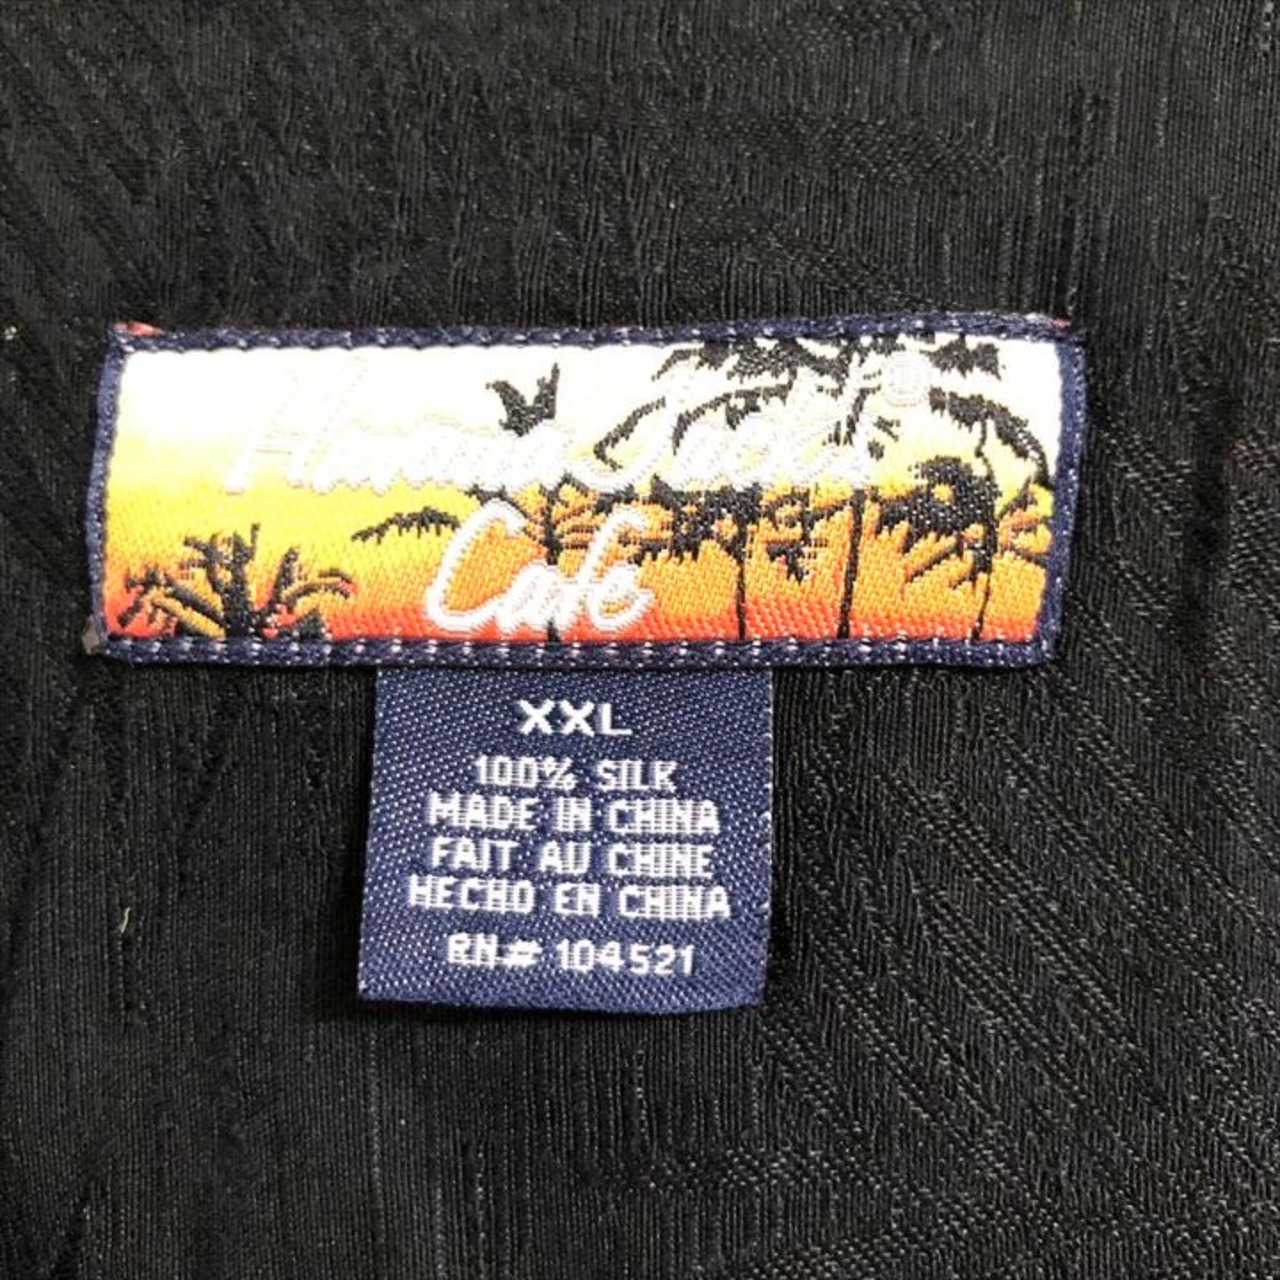 Cafe
XXL
100% SILK
MADE IN CHINA
FAIT AU CHINE
HECHO EN CHINA
RN# 104521